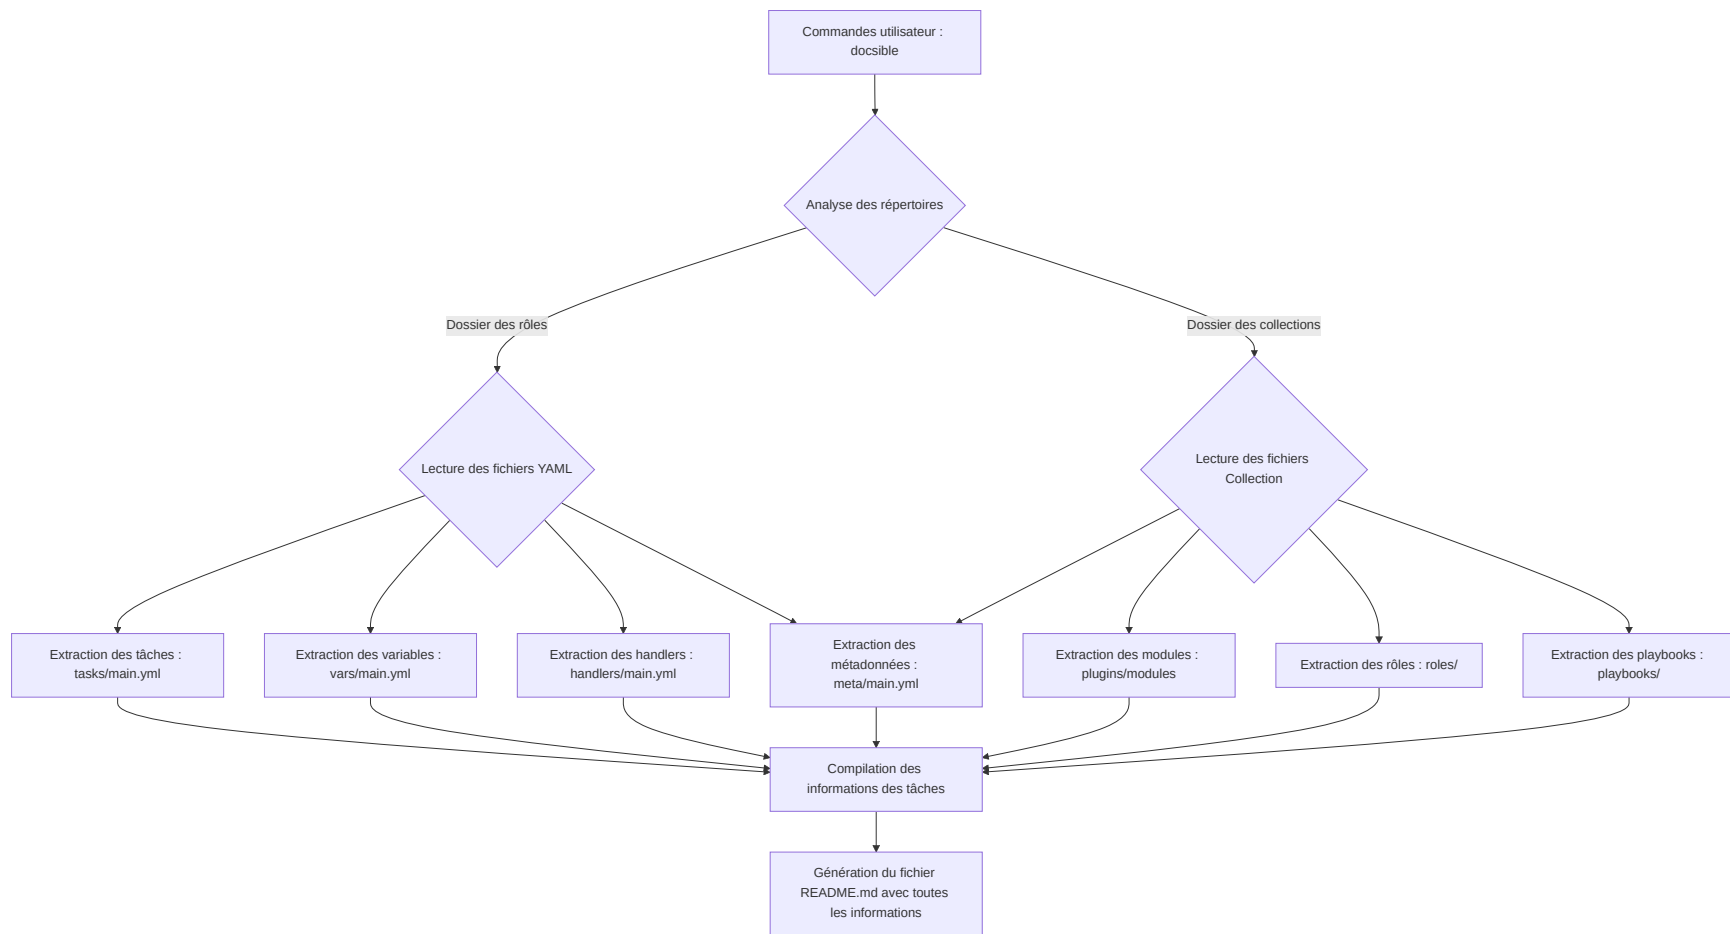 Commandes utilisateur :
docsible
Analyse des répertoires
Dossier des rôles
Dossier des collections
Lecture des fichiers YAML
Lecture des fichiers
Collection
Extraction des tâches :
tasks/main.yml
Extraction des variables :
vars/main.yml
Extraction des handlers :
handlers/main.yml
Extraction des
métadonnées :
meta/main.yml
Extraction des modules :
plugins/modules
Extraction des rôles : roles/
Extraction des playbooks :
playbooks/
Compilation des
informations des tâches
Génération du fichier
README.md avec toutes
les informations